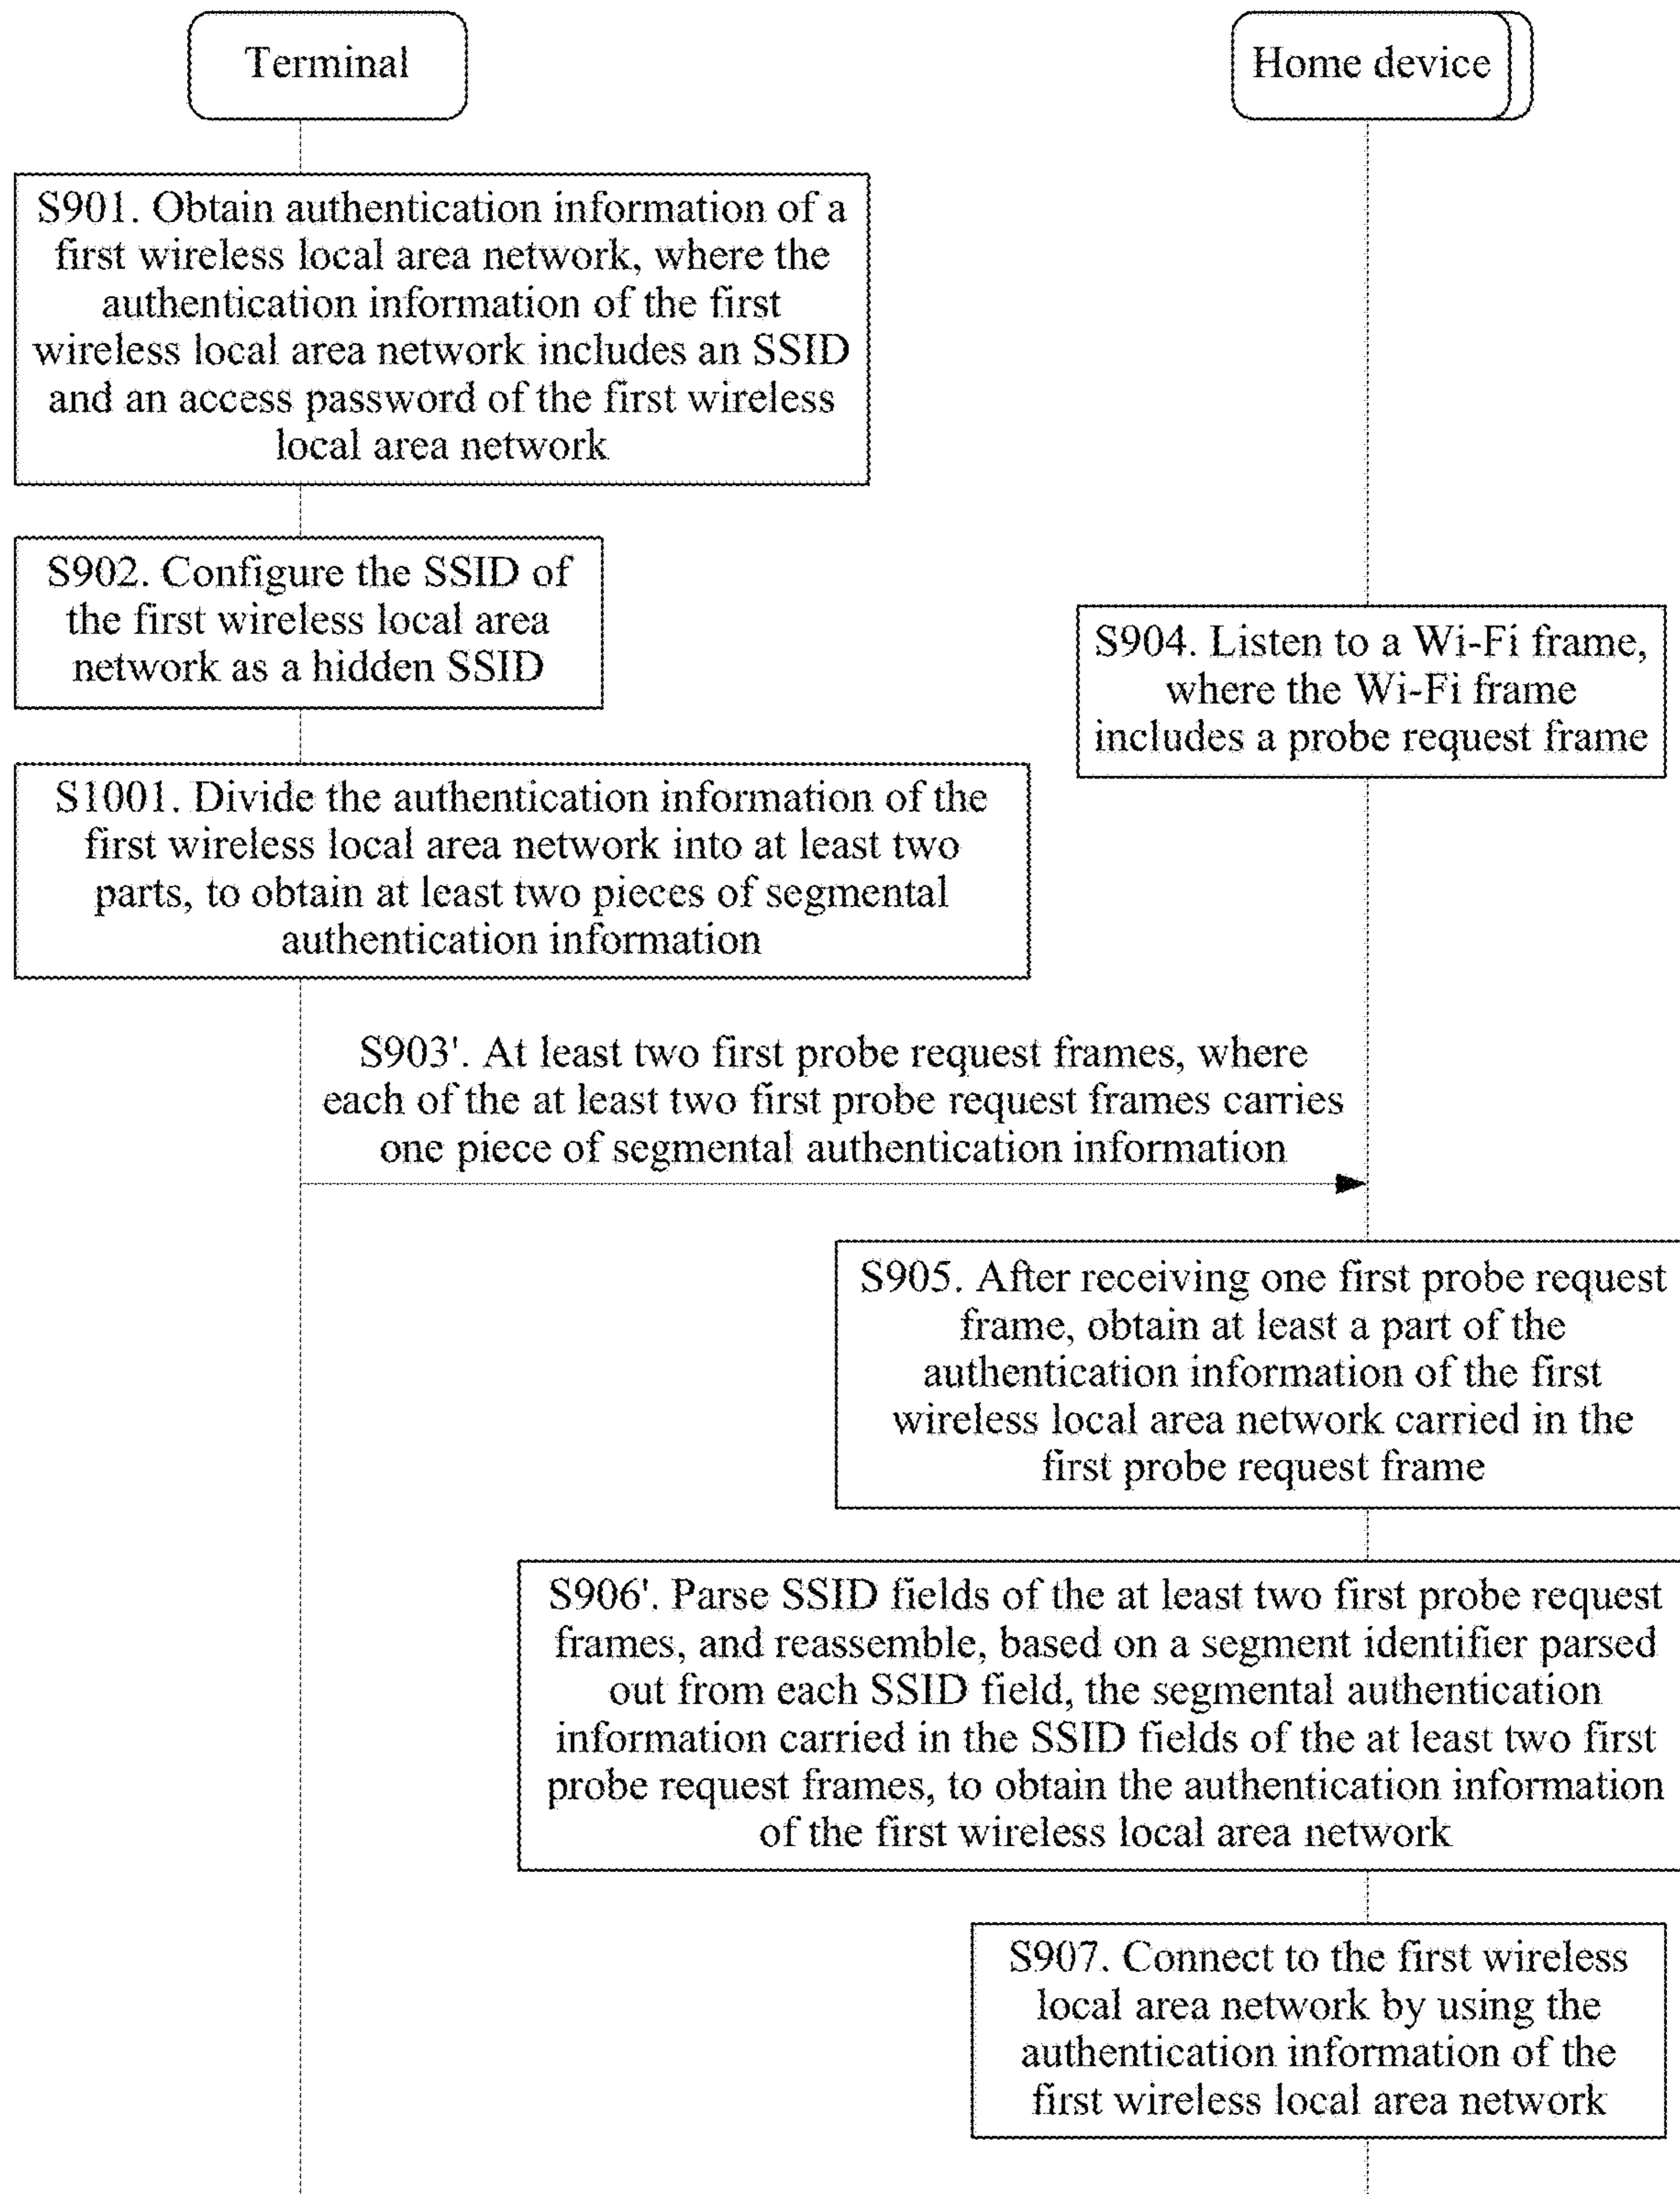 Terminal
Home device
S901. Obtain authentication information of a
first wireless local area network, where the
authentication information of the first
wireless local area network includes an SSID
and an access password of the first wireless
local area network
S902. Configure the SSID of
the first wireless local area
network as a hidden SSID
S904. Listen to a Wi-Fi frame,
where the Wi-Fi frame
includes a probe request frame
S1001. Divide the authentication information of the
first wireless local area network into at least two
parts, to obtain at least two pieces of segmental
authentication information
S903'. At least two first probe request frames, where
each of the at least two first probe request frames carries
one piece of segmental authentication information
S905. After receiving one first probe request
frame, obtain at least a part of the
authentication information of the first
wireless local area network carried in the
first probe request frame
S906'. Parse SSID fields of the at least two first probe request
frames, and reassemble, based on a segment identifier parsed
out from each SSID field, the segmental authentication
information carried in the SSID fields of the at least two first
probe request frames, to obtain the authentication information
of the first wireless local area network
S907. Connect to the first wireless
local area network by using the
authentication information of the
first wireless local area network